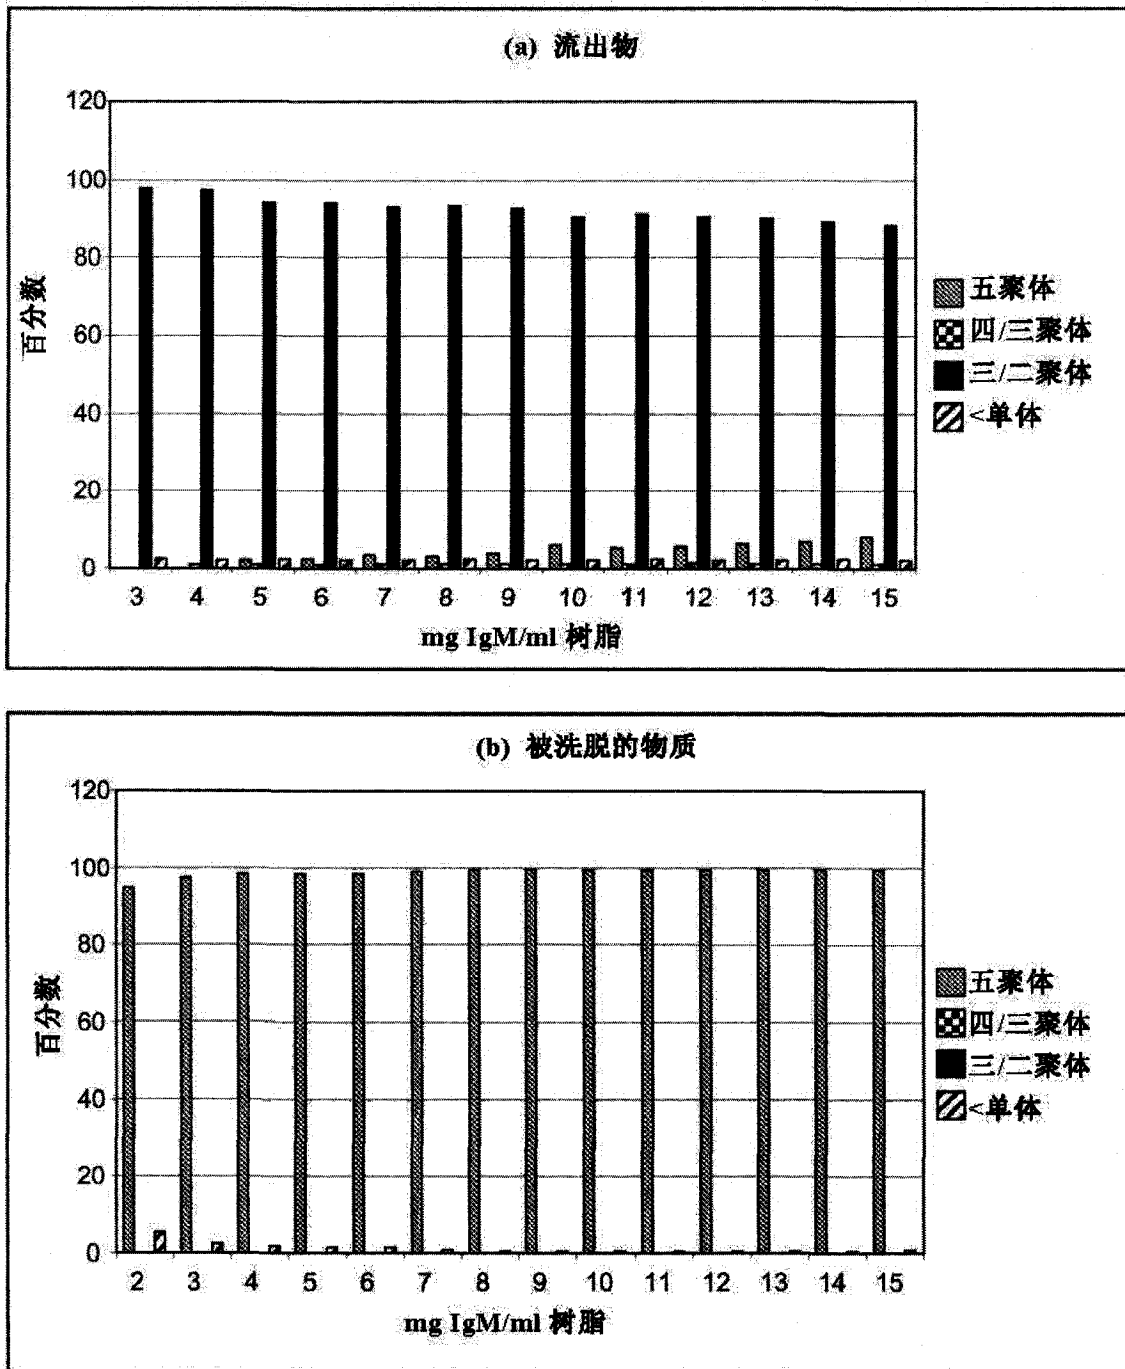 (a) 流出物
120
100
80
60
40
20
0
百分数
3 4 5 6 7 8 9 10 11 12 13 14 15
mg IgM/ml 树脂
五聚体
四/三聚体
三/二聚体
<单体
(b) 被洗脱的物质
120
100
80
60
40
20
0
百分数
2 3 4 5 6 7 8 9 10 11 12 13 14 15
mg IgM/ml 树脂
五聚体
四/三聚体
三/二聚体
<单体